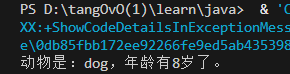 PS D:\tangOvO(1)\learn\java>  & 'C
XX:+ShowCodeDetailsInExceptionMess
e\0db85fbb172ee92266fe9ed5ab435398
动物是：dog，年龄有8岁了。